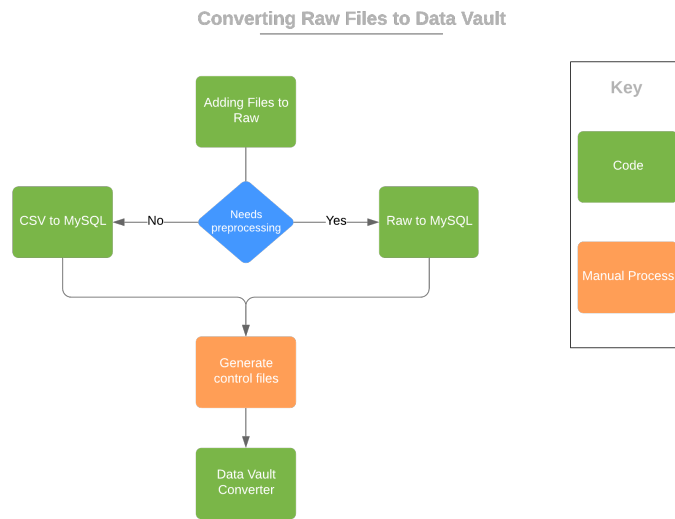 Converting Raw Files to Data Vault
Key
Adding Files to
Raw
Code
CSV to MySQL
No
Needs
preprocessing
Yes
Raw to MySQL
Manual Process
Generate
control files
Data Vault
Converter